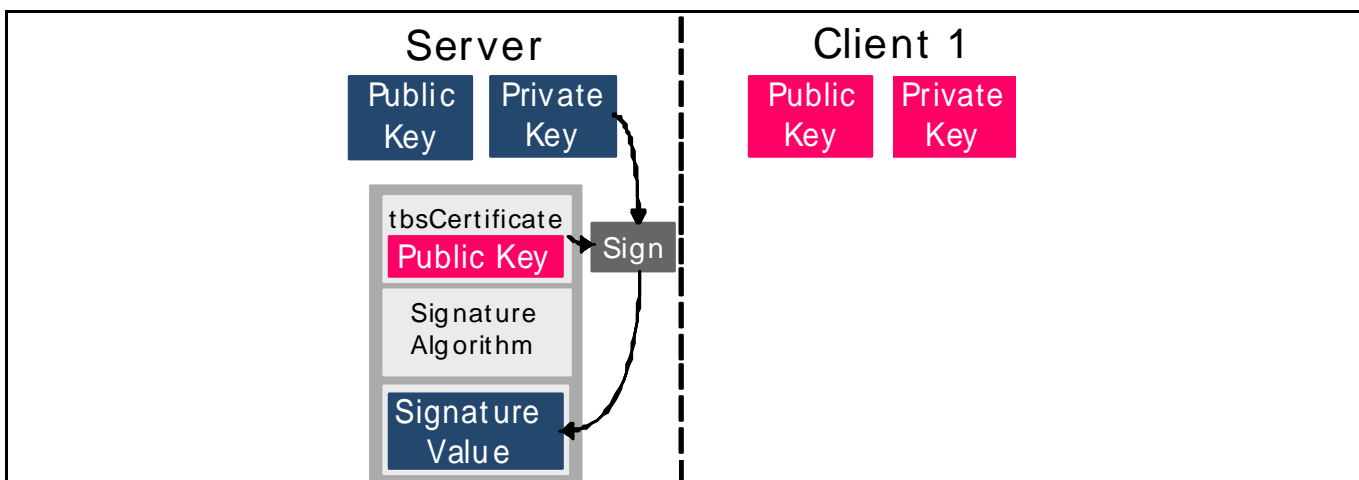 Server
Client 1
Public
Key
Private
Key
Public
Key
Private
Key
tbsCertificate
Public Key
Sign
Signature
Algorithm
Signature
Value